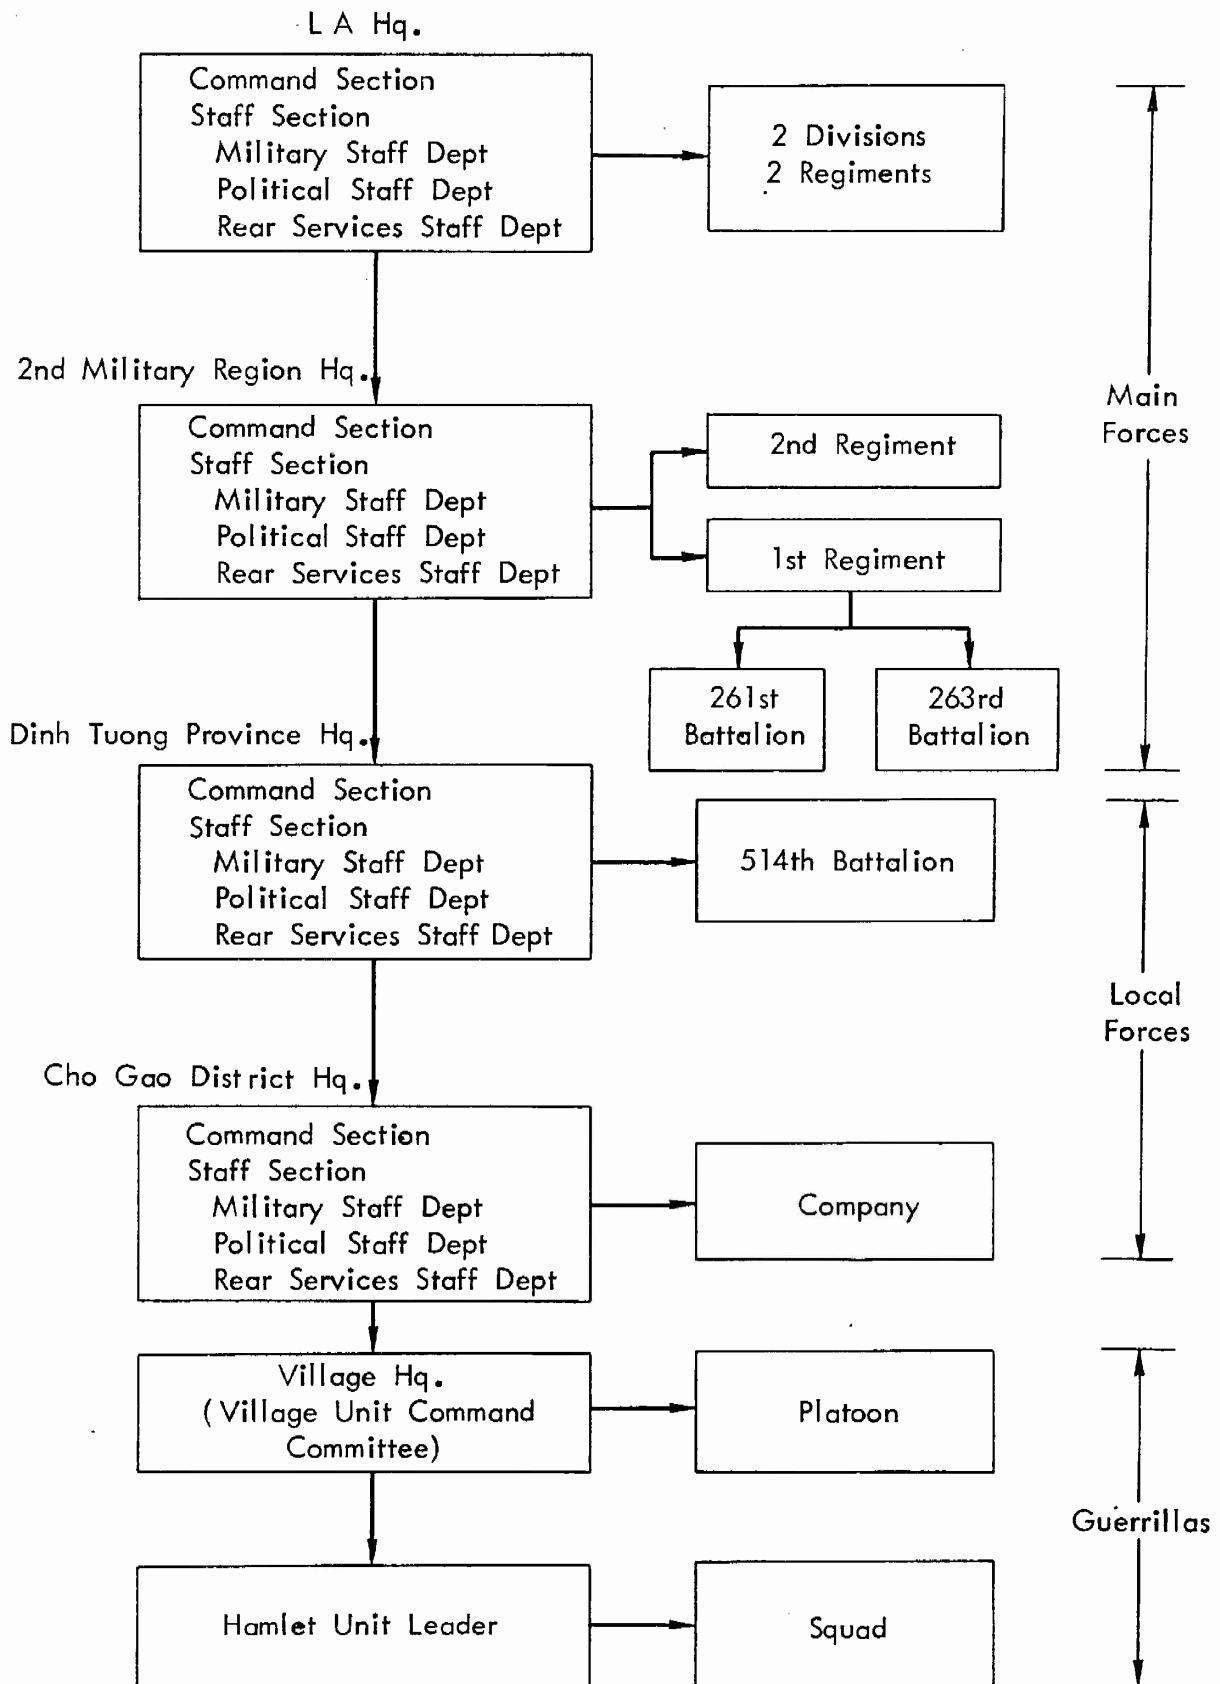 L A Hq.
Command Section
Staff Section
Military Staff Dept
Political Staff Dept
Rear Services Staff Dept
2 Divisions
2 Regiments
2nd Military Region Hq.
Command Section
Staff Section
Military Staff Dept
Political Staff Dept
Rear Services Staff Dept
2nd Regiment
1st Regiment
261st
Battalion
263rd
Battalion
Main
Forces
Dinh Tuong Province Hq.
Command Section
Staff Section
Military Staff Dept
Political Staff Dept
Rear Services Staff Dept
514th Battalion
Local
Forces
Cho Gao District Hq.
Command Section
Staff Section
Military Staff Dept
Political Staff Dept
Rear Services Staff Dept
Company
Village Hq.
(Village Unit Command
Committee)
Platoon
Guerrillas
Hamlet Unit Leader
Squad